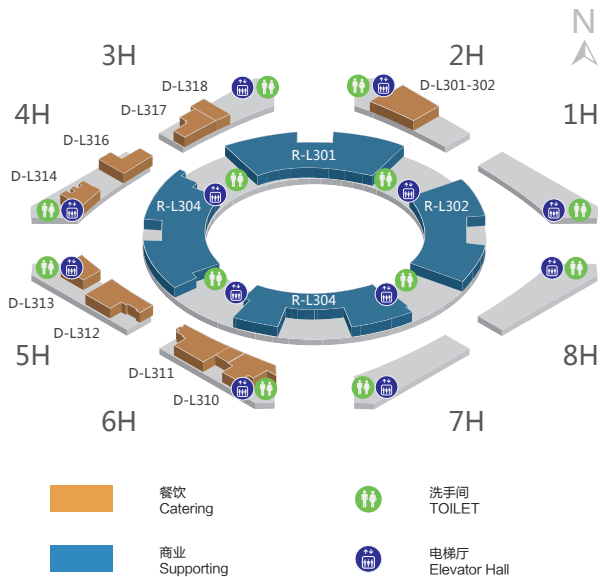 N
3H
2H
D-L318
D-L301-302
D-L317
4H
1H
D-L316
R-L301
D-L314
R-L304
R-L302
D-L313
R-L304
D-L312
5H
D-L311
8H
D-L310
6H
7H
餐饮
Catering
洗手间
TOILET
商业
Supporting
电梯厅
Elevator Hall